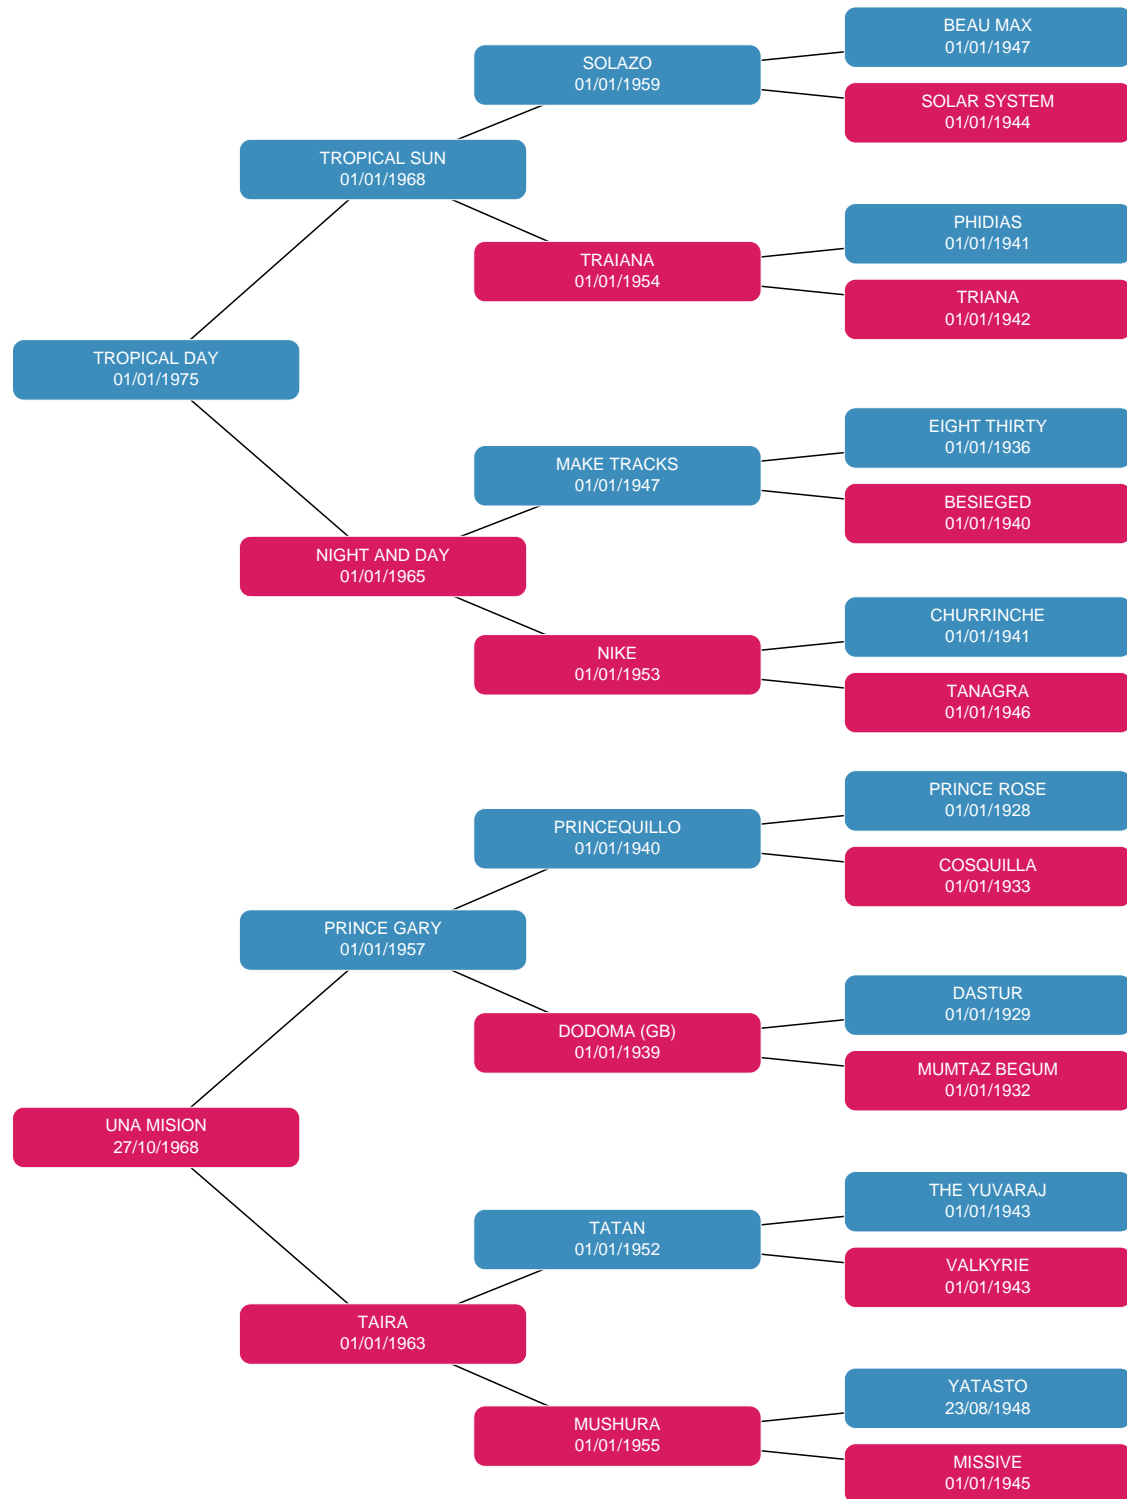 BEAU MAX
01/01/1947
SOLAZO
01/01/1959
SOLAR SYSTEM
01/01/1944
TROPICAL SUN
01/01/1968
PHIDIAS
01/01/1941
TRAIANA
01/01/1954
TRIANA
01/01/1942
TROPICAL DAY
01/01/1975
EIGHT THIRTY
01/01/1936
MAKE TRACKS
01/01/1947
BESIEGED
01/01/1940
NIGHT AND DAY
01/01/1965
CHURRINCHE
01/01/1941
NIKE
01/01/1953
TANAGRA
01/01/1946
PRINCE ROSE
01/01/1928
PRINCEQUILLO
01/01/1940
COSQUILLA
01/01/1933
PRINCE GARY
01/01/1957
DASTUR
01/01/1929
DODOMA (GB)
01/01/1939
MUMTAZ BEGUM
01/01/1932
UNA MISION
27/10/1968
THE YUVARAJ
01/01/1943
TATAN
01/01/1952
VALKYRIE
01/01/1943
TAIRA
01/01/1963
YATASTO
23/08/1948
MUSHURA
01/01/1955
MISSIVE
01/01/1945